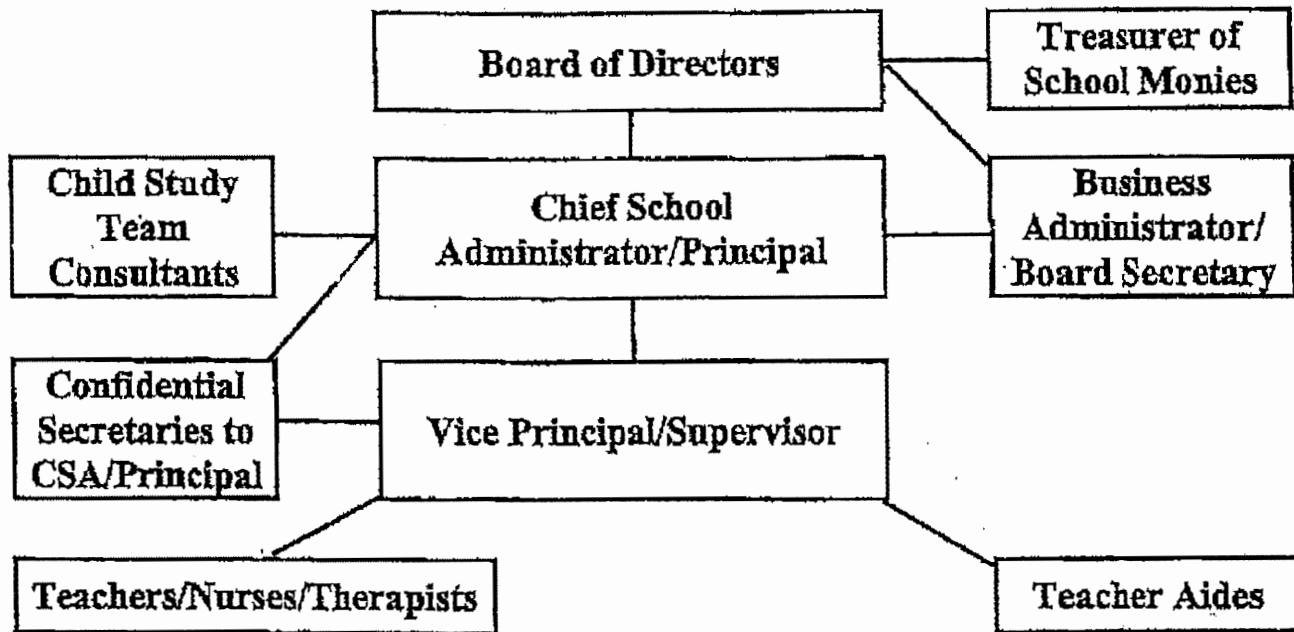 Board of Directors
Treasurer of
School Monies
Child Study
Team
Consultants
Chief School
Administrator/Principal
Business
Administrator/
Board Secretary
Confidential
Secretaries to
CSA/Principal
Vice Principal/Supervisor
Teachers/Nurses/Therapists
Teacher Aides